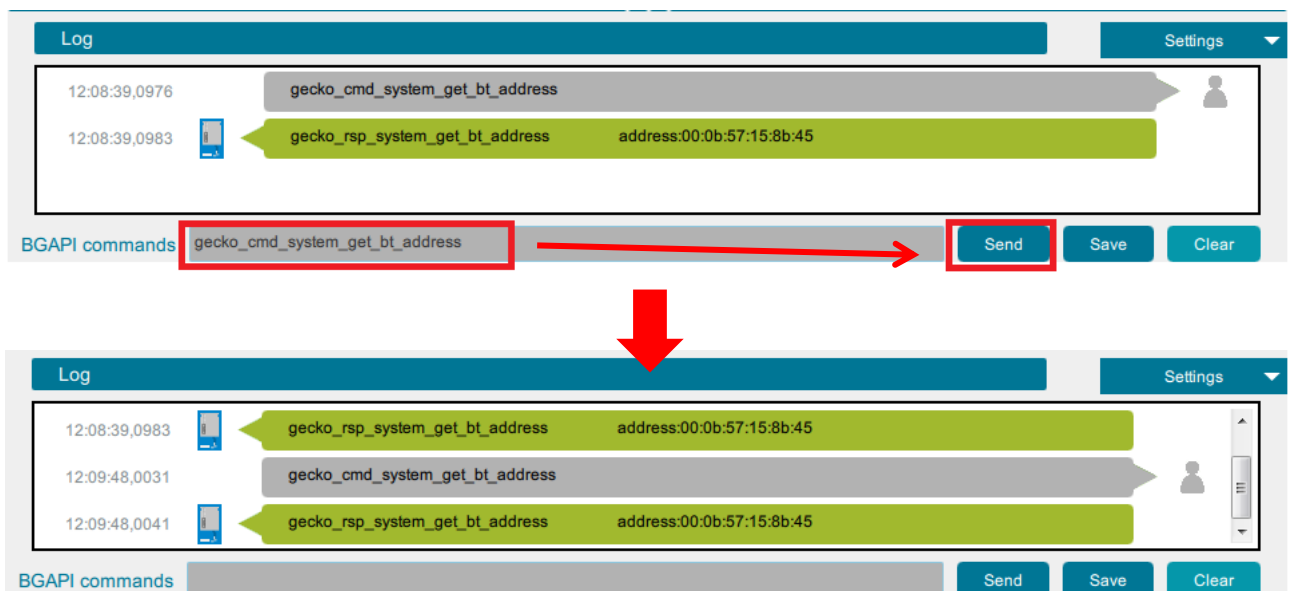 Log Settings
12:08:39,0976 gecko_cmd_system_get_bt_address
12:08:39,0983 gecko_rsp_system_get_bt_address address:00:0b:57:15:8b:45
BGAPI commands gecko_cmd_system_get_bt_address Send Save Clear
Log Settings
12:08:39,0983 gecko_rsp_system_get_bt_address address:00:0b:57:15:8b:45
12:09:48,0031 gecko_cmd_system_get_bt_address
12:09:48,0041 gecko_rsp_system_get_bt_address address:00:0b:57:15:8b:45
BGAPI commands Send Save Clear